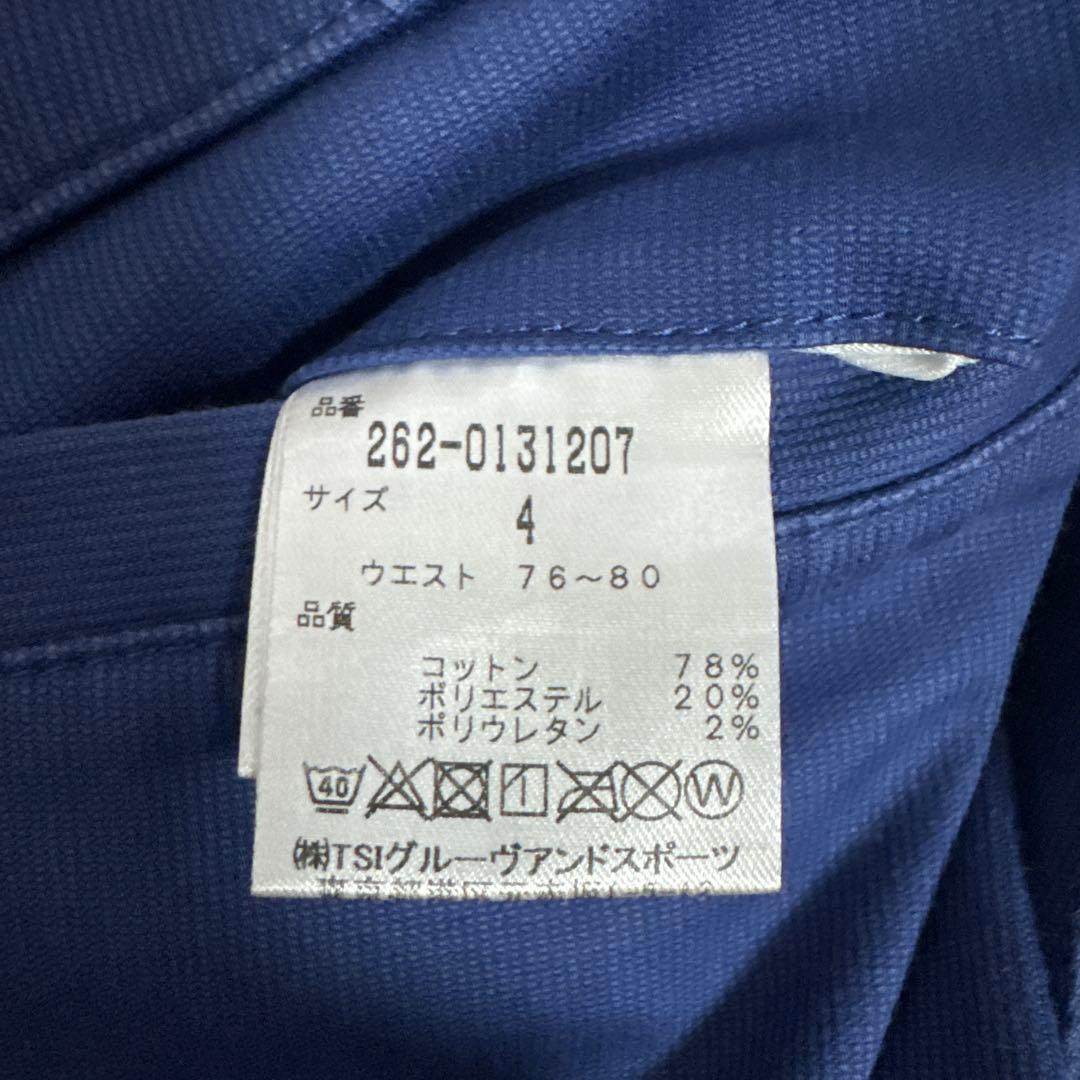 品番
262-0131207
サイズ
4
ウエスト 76~80
品質
コットン 78%
ポリエステル 20%
ポリウレタン 2%
40 W
㈱TSIグルーヴアンドスポーツ